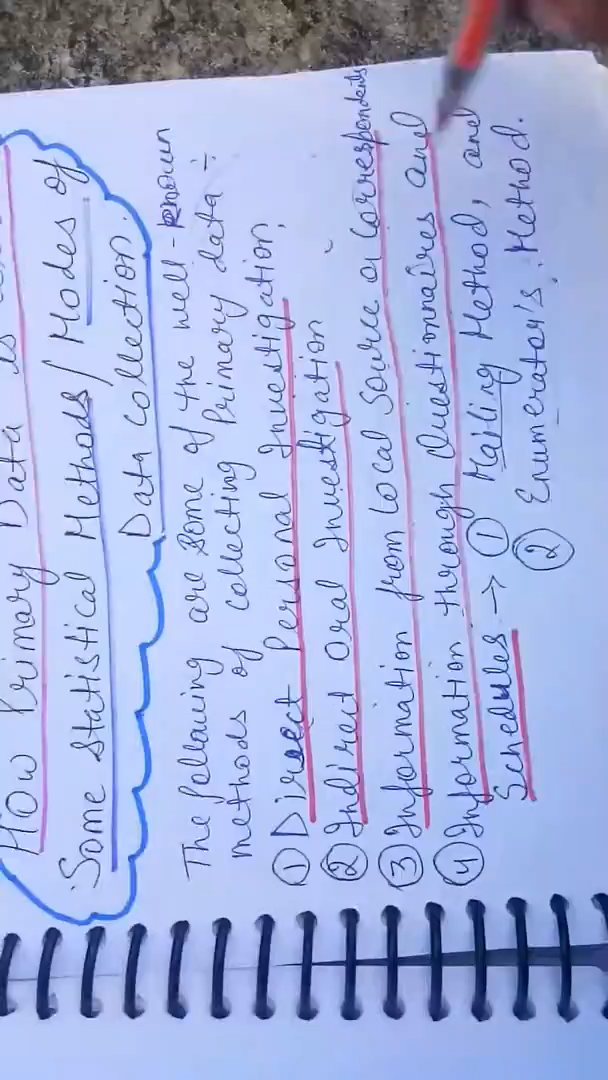 How Primary Data is
Some Statistical Methods / Modes of
Data Collection.
The following are some of the well-known
methods of collecting Primary data ÷
① Direct Personal Investigation,
② Indirect Oral Investigation
③ Information from Local Source or Correspondents
④ Information through Questionnaires and
Schedules → ① Mailing Method, and
② Enumerator's Method.